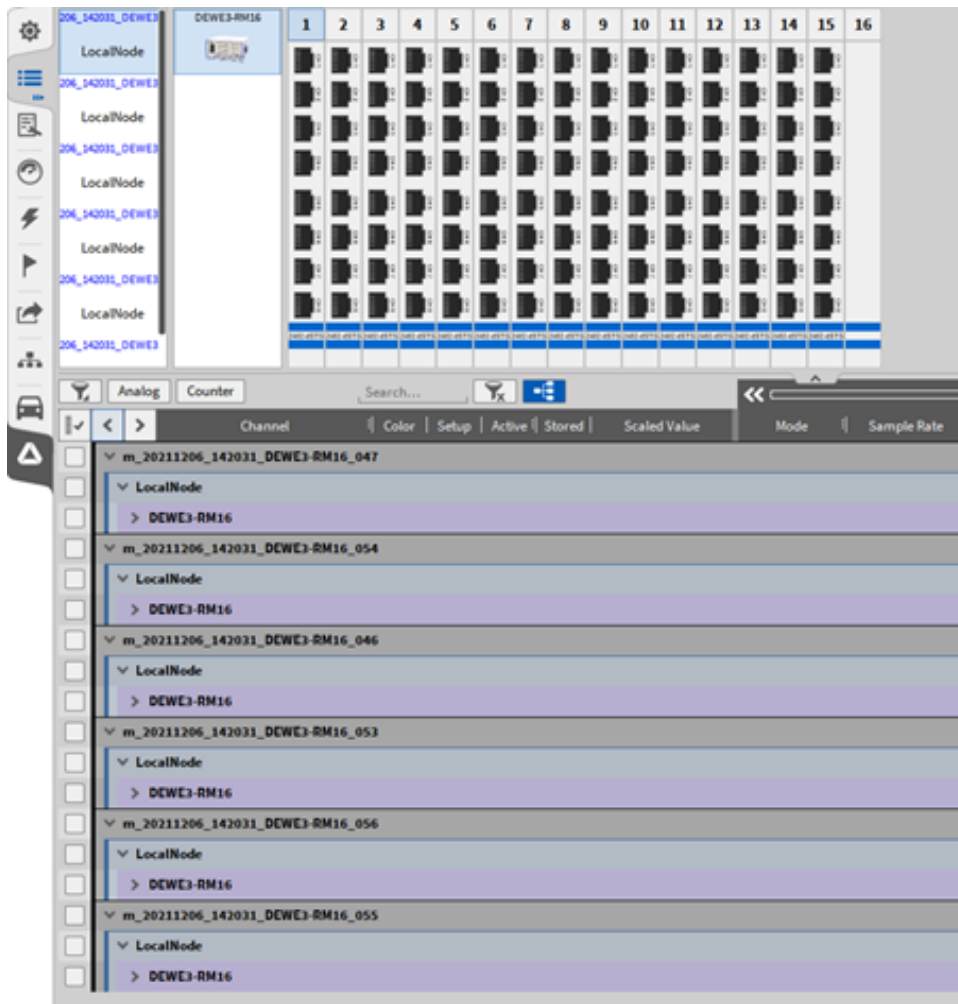 206_142031_DEWE3
LocalNode
206_142031_DEWE3
LocalNode
206_142031_DEWE3
LocalNode
206_142031_DEWE3
LocalNode
206_142031_DEWE3
LocalNode
206_142031_DEWE3
DEWE3-RM16
1 2 3 4 5 6 7 8 9 10 11 12 13 14 15 16
Analog Counter Search...
Channel Color Setup Active Stored Scaled Value Mode Sample Rate
m_20211206_142031_DEWE3-RM16_047
LocalNode
DEWE3-RM16
m_20211206_142031_DEWE3-RM16_054
LocalNode
DEWE3-RM16
m_20211206_142031_DEWE3-RM16_046
LocalNode
DEWE3-RM16
m_20211206_142031_DEWE3-RM16_053
LocalNode
DEWE3-RM16
m_20211206_142031_DEWE3-RM16_056
LocalNode
DEWE3-RM16
m_20211206_142031_DEWE3-RM16_055
LocalNode
DEWE3-RM16